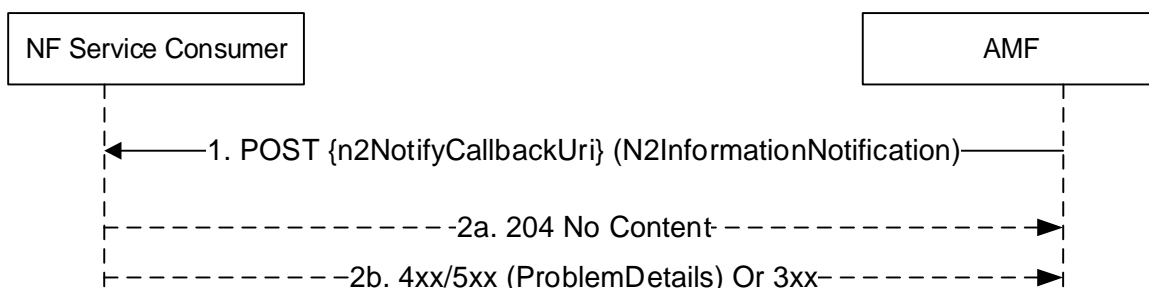 NF Service Consumer
AMF
1. POST {n2NotifyCallbackUri} (N2InformationNotification)
2a. 204 No Content
2b. 4xx/5xx (ProblemDetails) Or 3xx